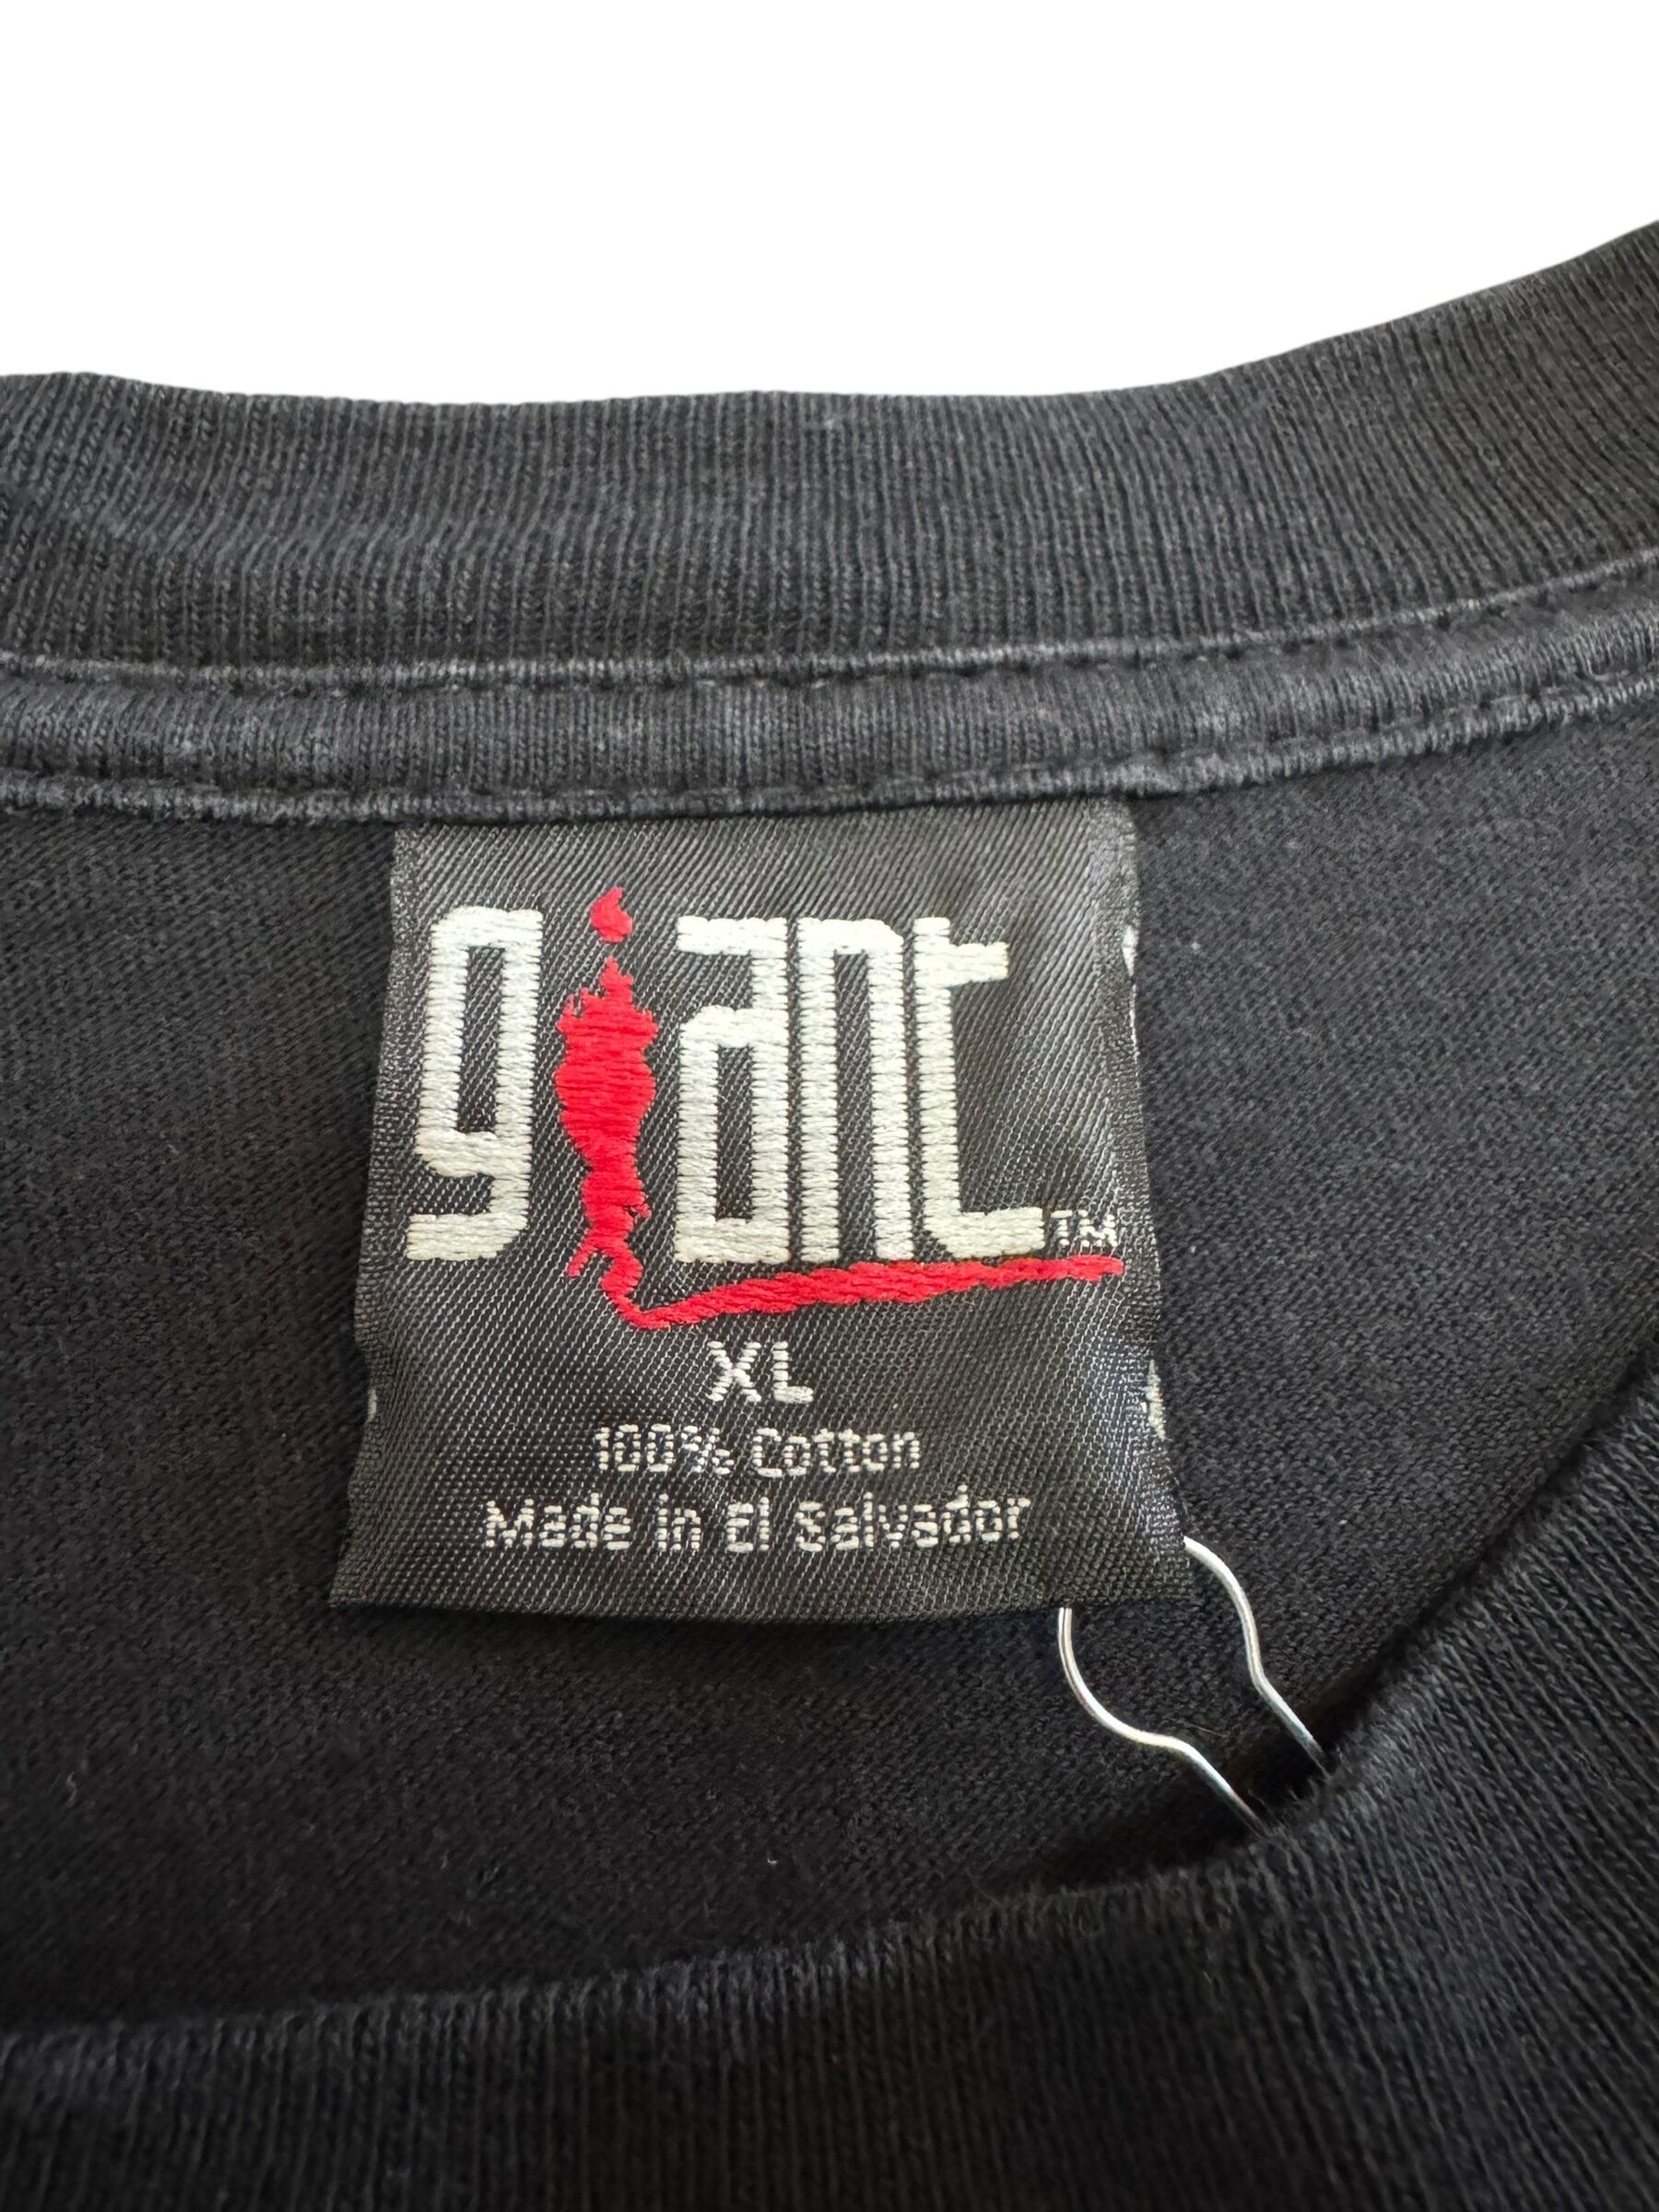 giant™
XL
100% Cotton
Made in El Salvador